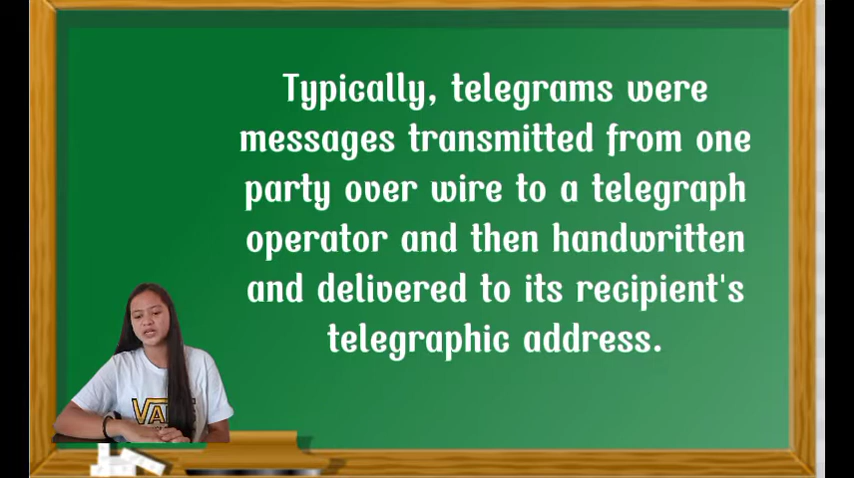 Typically, telegrams were
messages transmitted from one
party over wire to a telegraph
operator and then handwritten
and delivered to its recipient's
telegraphic address.